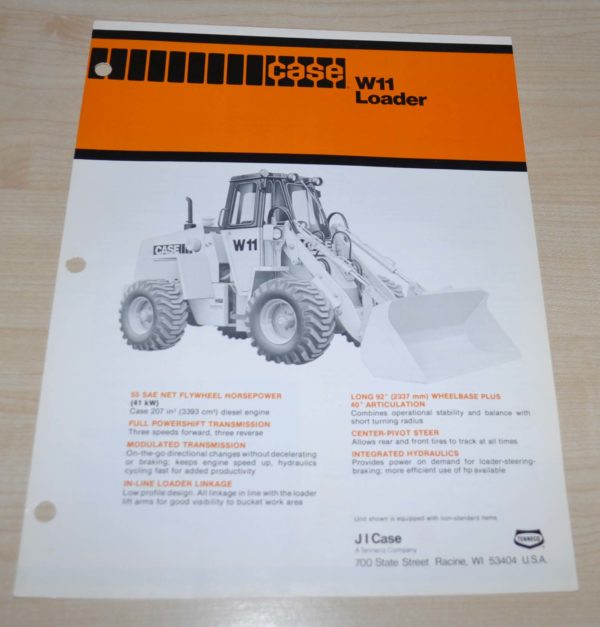 case
W11
Loader
CASE
W11
55 SAE NET FLYWHEEL HORSEPOWER
(41 kW)
Case 207 in³ (3393 cm³) diesel engine
FULL POWERSHIFT TRANSMISSION
Three speeds forward, three reverse
MODULATED TRANSMISSION
On-the-go directional changes without decelerating
or braking; keeps engine speed up, hydraulics
cycling fast for added productivity
IN-LINE LOADER LINKAGE
Low profile design. All linkage in line with the loader
lift arms for good visibility to bucket work area
LONG 92" (2337 mm) WHEELBASE PLUS
40° ARTICULATION
Combines operational stability and balance with
short turning radius
CENTER-PIVOT STEER
Allows rear and front tires to track at all times
INTEGRATED HYDRAULICS
Provides power on demand for loader-steering-
braking; more efficient use of hp available
Unit shown is equipped with non-standard items
J I Case
A Tenneco Company
TENNECO
700 State Street Racine, WI 53404 U.S.A.